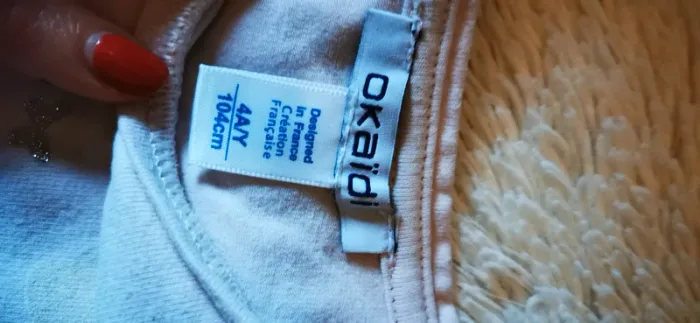 okaïdi
Designed
in France
Création
Française
4A/Y
104cm